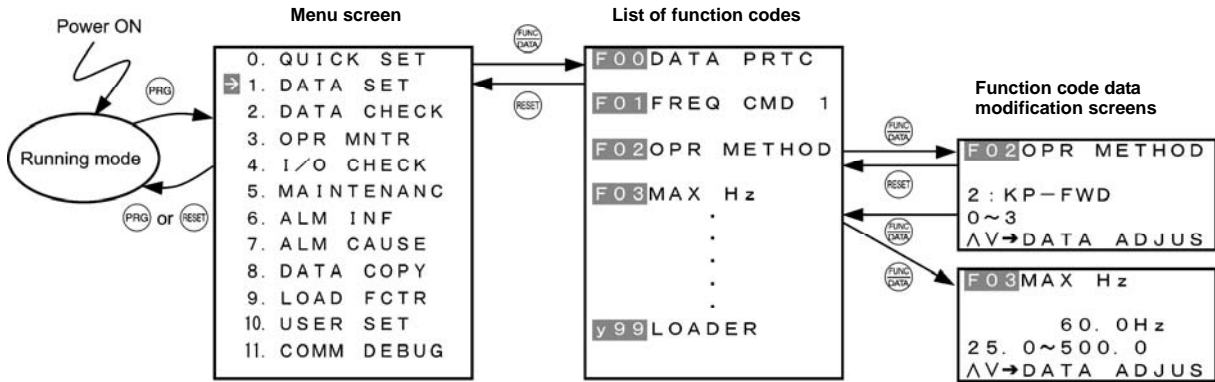 Power ON
PRG
Running mode
PRG or RESET
Menu screen
0. QUICK SET
→ 1. DATA SET
2. DATA CHECK
3. OPR MNTR
4. I/O CHECK
5. MAINTENANC
6. ALM INF
7. ALM CAUSE
8. DATA COPY
9. LOAD FCTR
10. USER SET
11. COMM DEBUG
FUNC
DATA
RESET
List of function codes
F00 DATA PRTC
F01 FREQ CMD 1
F02 OPR METHOD
F03 MAX Hz
.
.
.
.
y99 LOADER
FUNC
DATA
RESET
FUNC
DATA
FUNC
DATA
Function code data
modification screens
F02 OPR METHOD
2:KP-FWD
0~3
∧∨→DATA ADJUS
F03 MAX Hz
60.0Hz
25.0~500.0
∧∨→DATA ADJUS